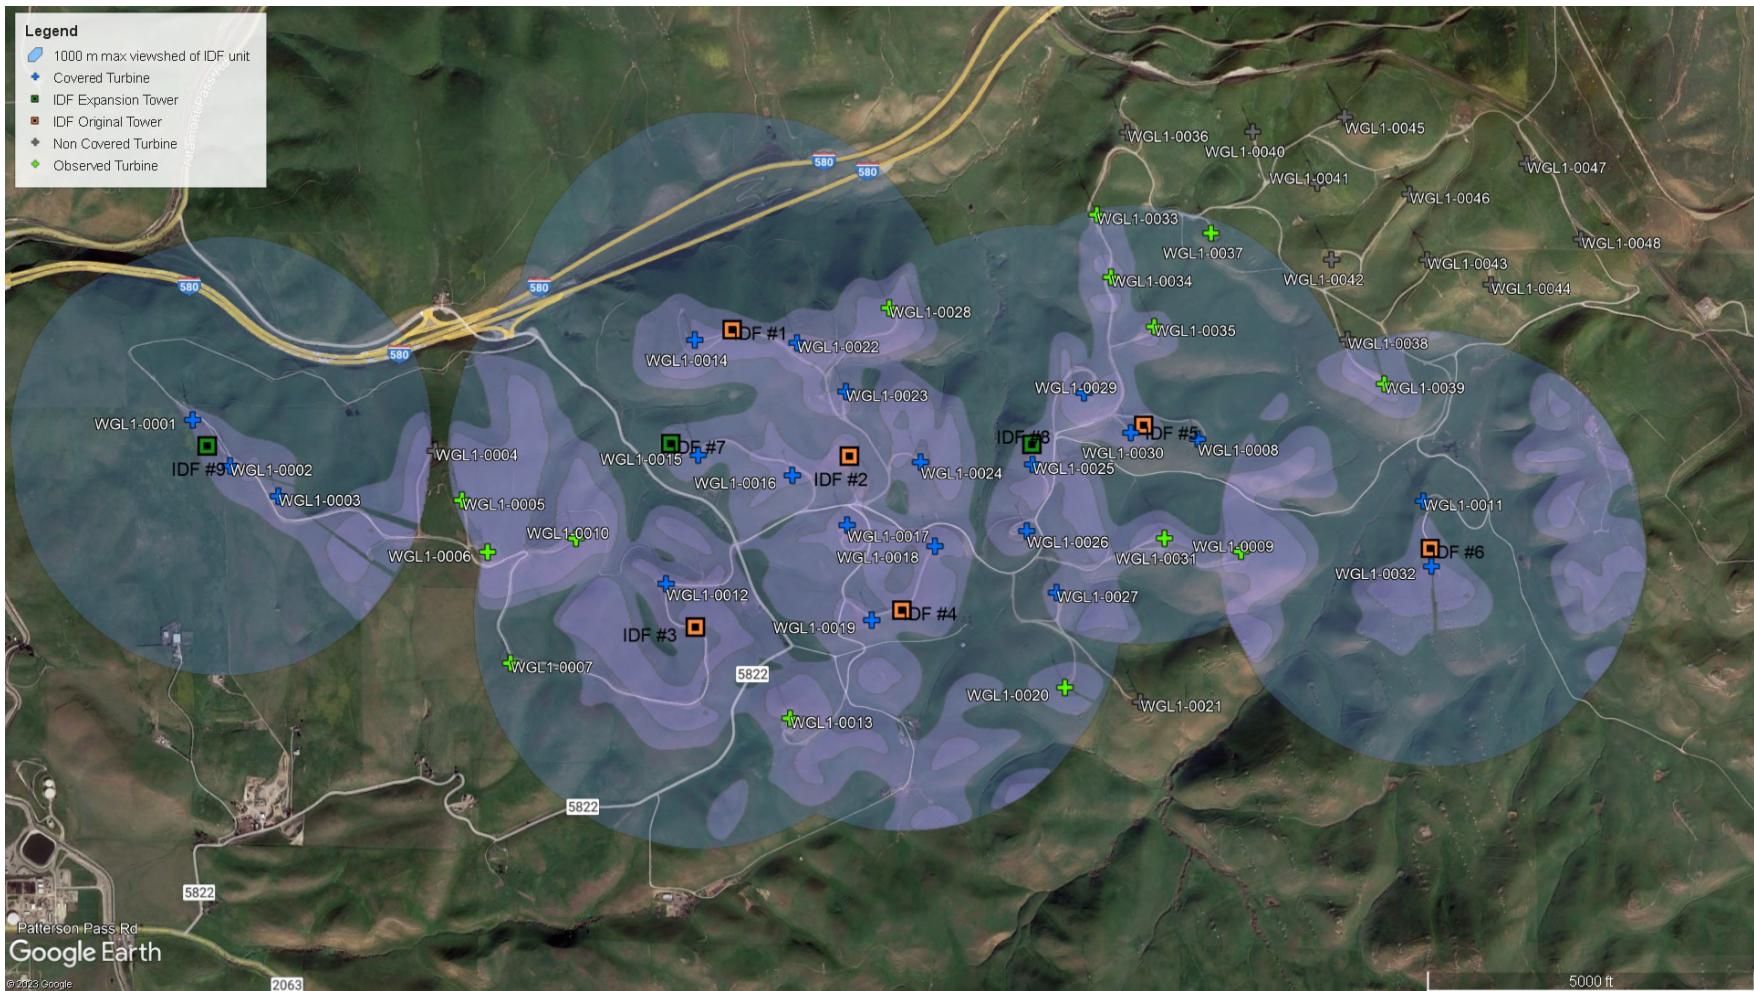 Legend
1000 m max viewshed of IDF unit
Covered Turbine
IDF Expansion Tower
IDF Original Tower
Non Covered Turbine
Observed Turbine
WGL1-0036
WGL1-0045
WGL1-0040
WGL1-0047
WGL1-0041
WGL1-0046
580
580
WGL1-0033
WGL1-0037
WGL1-0048
WGL1-0043
WGL1-0042
WGL1-0044
WGL1-0034
580
580
WGL1-0028
WGL1-0035
IDF #1
WGL1-0022
WGL1-0038
580
WGL1-0014
WGL1-0029
WGL1-0039
WGL1-0023
WGL1-0001
IDF #5
IDF #8
IDF #7
WGL1-0015
WGL1-0030
WGL1-0008
WGL1-0004
IDF #9
WGL1-0002
WGL1-0025
WGL1-0024
WGL1-0016
IDF #2
WGL1-0003
WGL1-0005
WGL1-0011
WGL1-0010
WGL1-0017
WGL1-0026
WGL1-0009
WGL1-0006
WGL1-0018
WGL1-0031
IDF #6
WGL1-0032
WGL1-0012
WGL1-0027
IDF #4
WGL1-0019
IDF #3
WGL1-0007
5822
WGL1-0020
WGL1-0021
WGL1-0013
5822
5822
Patterson Pass Rd
Google Earth
© 2023 Google
2063
5000 ft